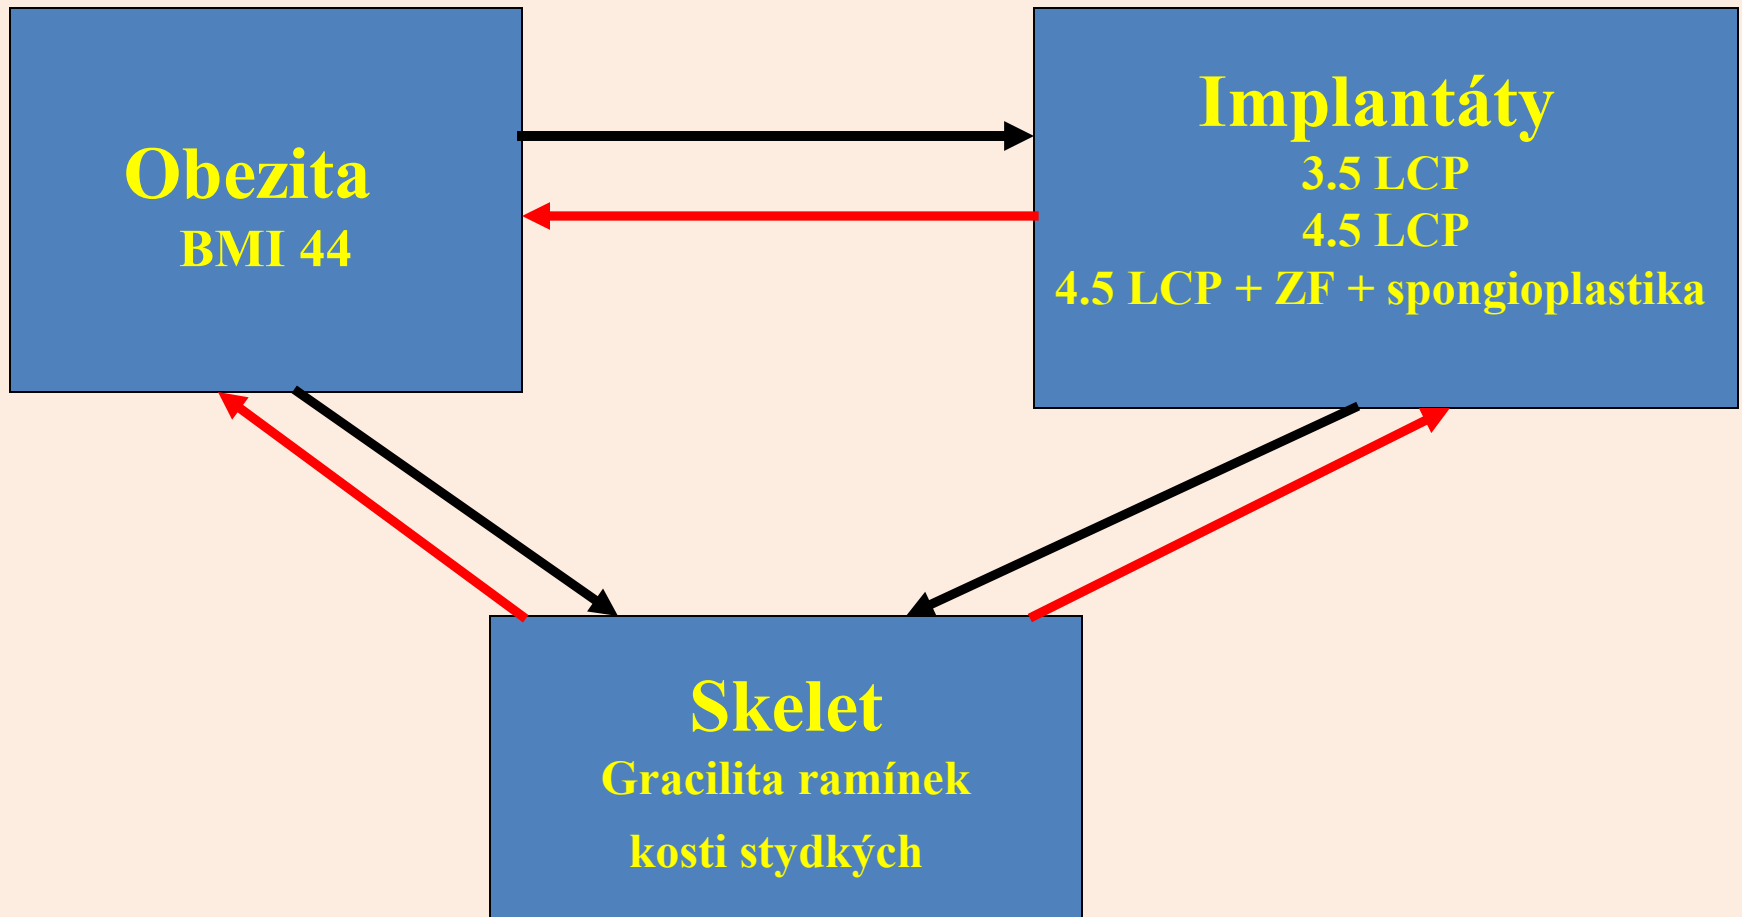 Obezita
BMI 44
Implantáty
3.5 LCP
4.5 LCP
4.5 LCP + ZF + spongioplastika
Skelet
Gracilita ramínek
kosti stydkých